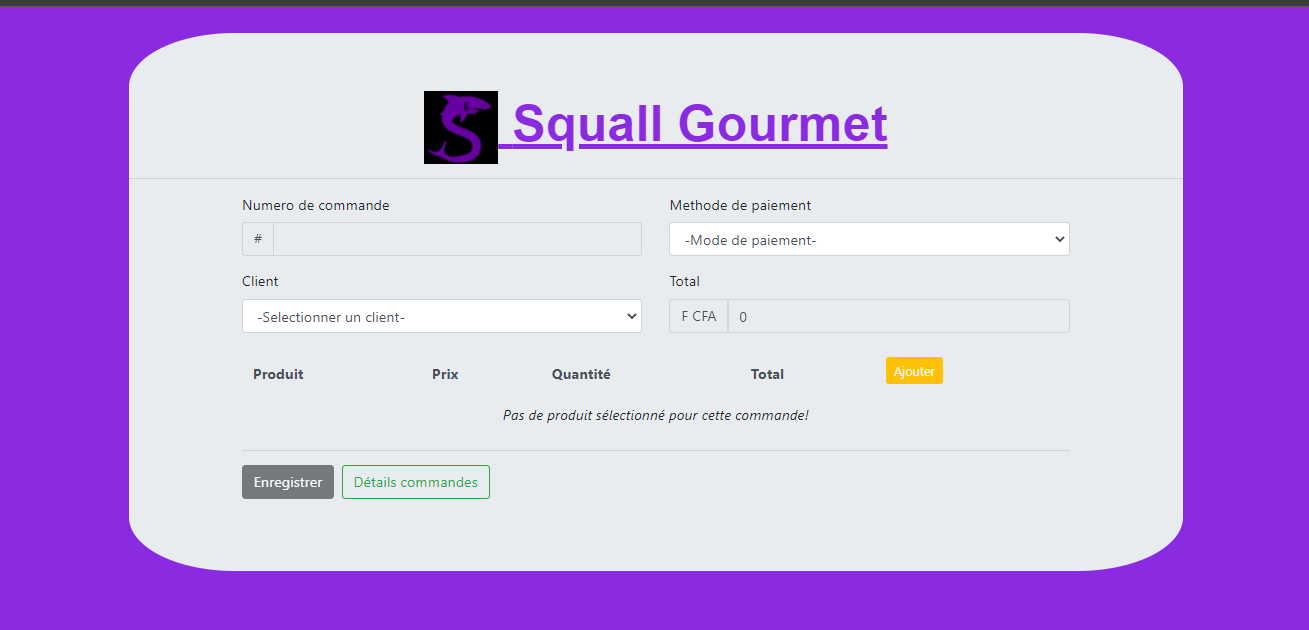 Squall Gourmet
Numero de commande
Methode de paiement
#
-Mode de paiement-
Client
Total
-Selectionner un client-
F CFA 0
Produit Prix Quantité Total Ajouter
Pas de produit sélectionné pour cette commande!
Enregistrer Détails commandes